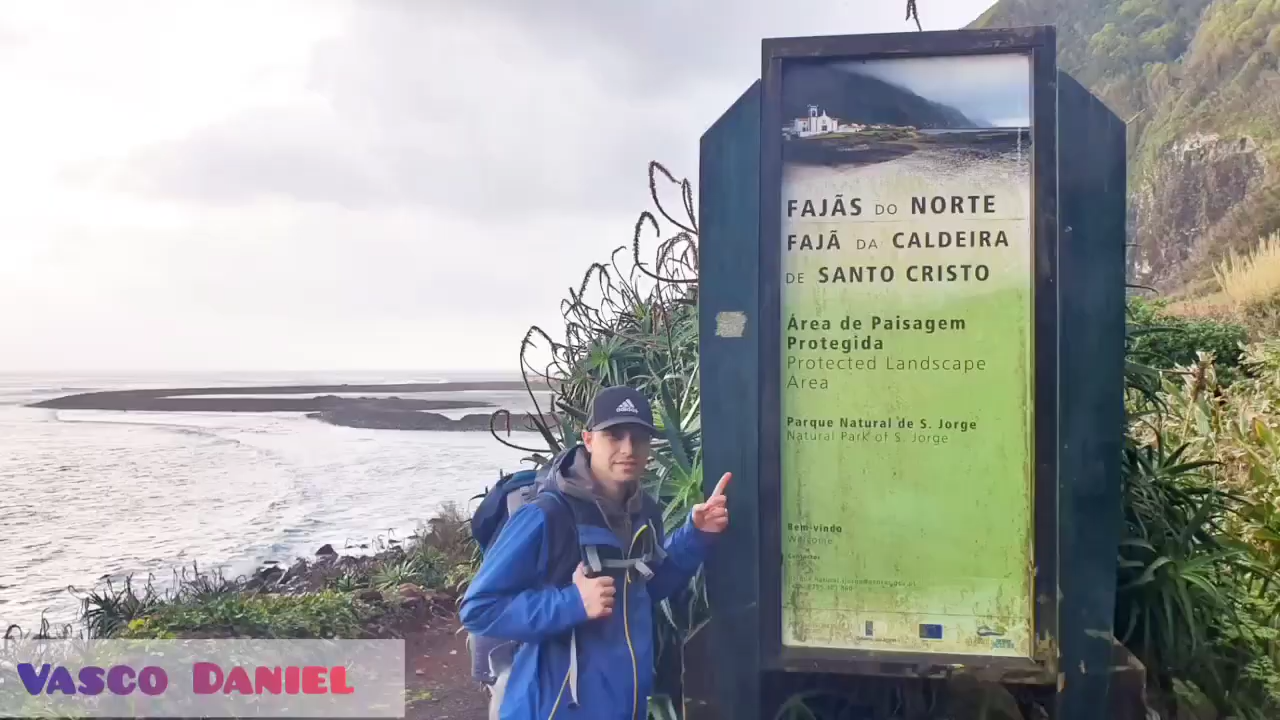 FAJÃS DO NORTE
FAJÃ DA CALDEIRA
DE SANTO CRISTO
Área de Paisagem
Protegida
Protected Landscape
Area
Parque Natural de S. Jorge
Natural Park of S. Jorge
Bem-vindo
Welcome
Contactos
adidas
VASCO DANIEL